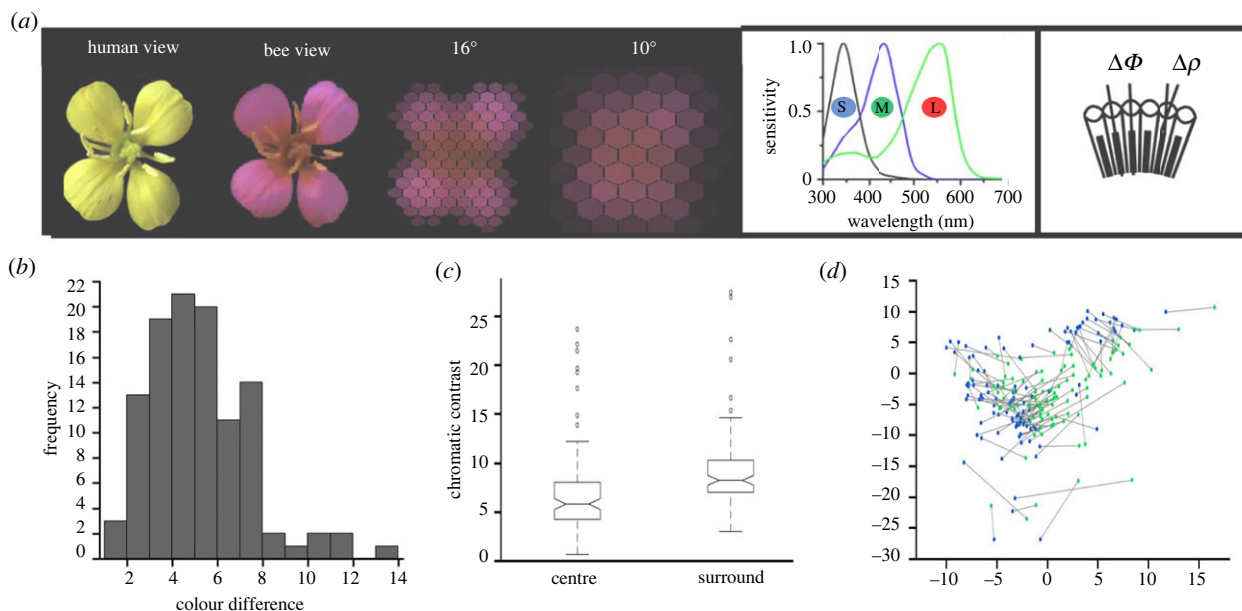 (a)
human view
bee view
16°
10°
1.0
0.5
0
sensitivity
S
M
L
300 400 500 600 700
wavelength (nm)
ΔΦ Δρ
(b)
frequency
22
20
18
16
14
12
10
8
6
4
2
0
2 4 6 8 10 12 14
colour difference
(c)
chromatic contrast
25
20
15
10
5
0
centre surround
(d)
15
10
5
0
−5
−10
−15
−20
−25
−30
−10 −5 0 5 10 15